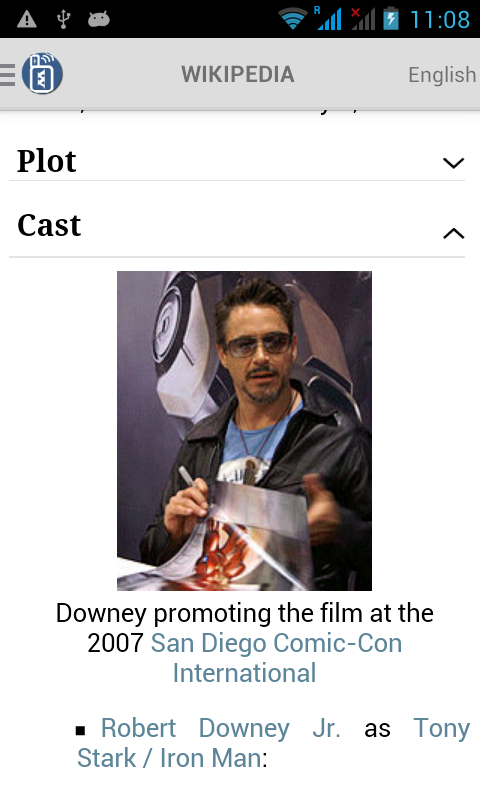 R
11:08
WIKIPEDIA
English
Plot
Cast
Downey promoting the film at the
2007 San Diego Comic-Con
International
▪ Robert Downey Jr. as Tony
Stark / Iron Man: